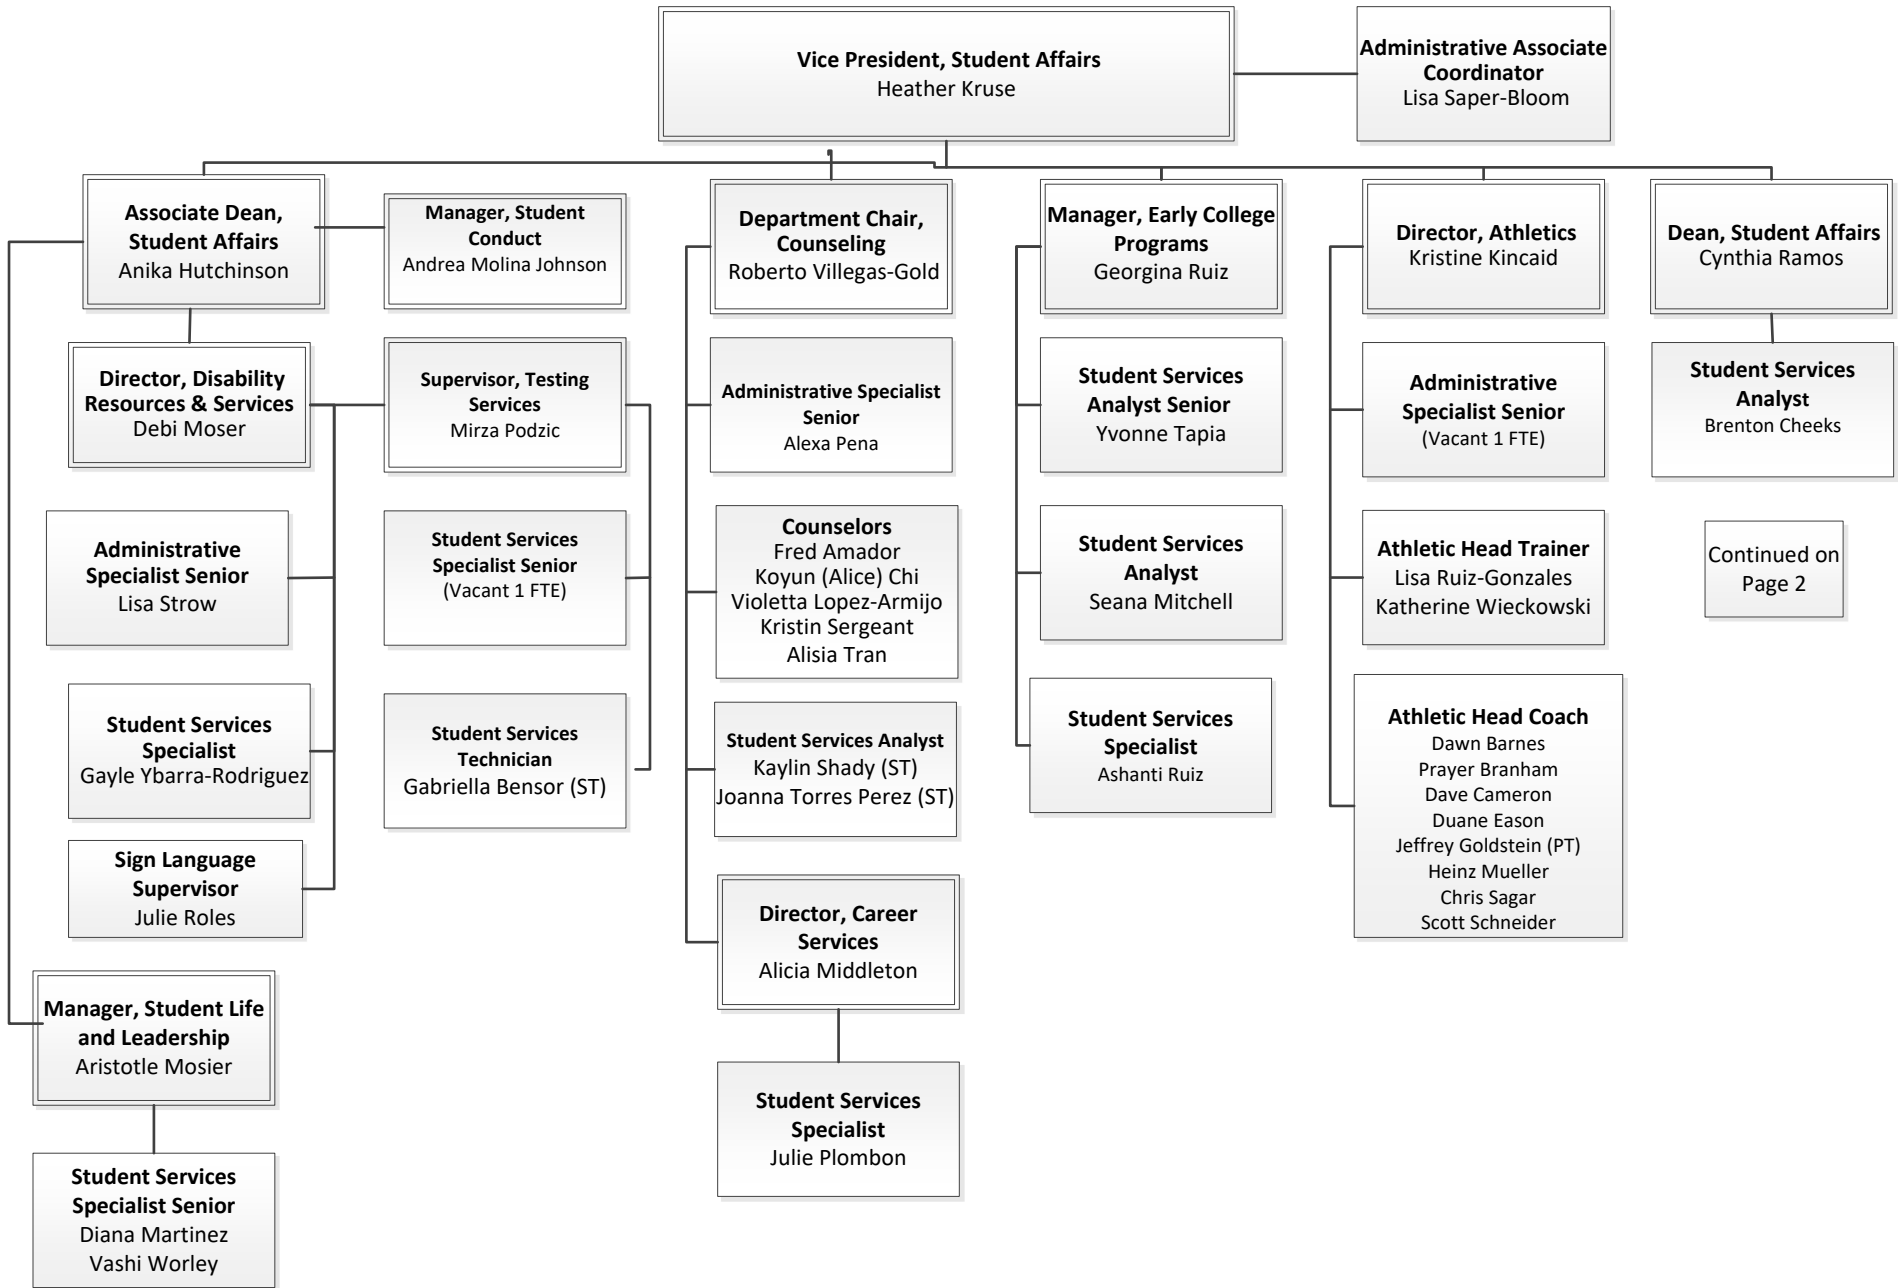 Vice President, Student Affairs
Heather Kruse
Administrative Associate
Coordinator
Lisa Saper-Bloom
Associate Dean,
Student Affairs
Anika Hutchinson
Manager, Student
Conduct
Andrea Molina Johnson
Department Chair,
Counseling
Roberto Villegas-Gold
Manager, Early College
Programs
Georgina Ruiz
Director, Athletics
Kristine Kincaid
Dean, Student Affairs
Cynthia Ramos
Director, Disability
Resources & Services
Debi Moser
Supervisor, Testing
Services
Mirza Podzic
Administrative Specialist
Senior
Alexa Pena
Student Services
Analyst Senior
Yvonne Tapia
Administrative
Specialist Senior
(Vacant 1 FTE)
Student Services
Analyst
Brenton Cheeks
Administrative
Specialist Senior
Lisa Strow
Student Services
Specialist Senior
(Vacant 1 FTE)
Counselors
Fred Amador
Koyun (Alice) Chi
Violetta Lopez-Armijo
Kristin Sergeant
Alisia Tran
Student Services
Analyst
Seana Mitchell
Athletic Head Trainer
Lisa Ruiz-Gonzales
Katherine Wieckowski
Continued on
Page 2
Student Services
Specialist
Gayle Ybarra-Rodriguez
Student Services
Technician
Gabriella Bensor (ST)
Student Services Analyst
Kaylin Shady (ST)
Joanna Torres Perez (ST)
Student Services
Specialist
Ashanti Ruiz
Athletic Head Coach
Dawn Barnes
Prayer Branham
Dave Cameron
Duane Eason
Jeffrey Goldstein (PT)
Heinz Mueller
Chris Sagar
Scott Schneider
Sign Language
Supervisor
Julie Roles
Director, Career
Services
Alicia Middleton
Manager, Student Life
and Leadership
Aristotle Mosier
Student Services
Specialist
Julie Plombon
Student Services
Specialist Senior
Diana Martinez
Vashi Worley